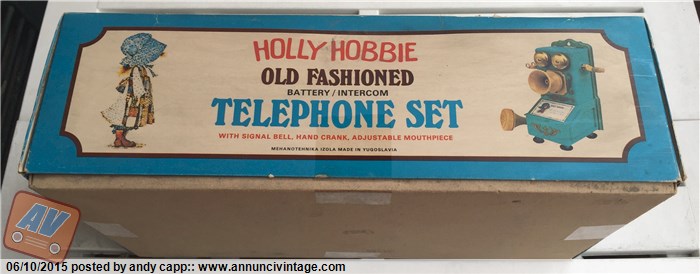 HOLLY HOBBIE
OLD FASHIONED
BATTERY/INTERCOM
TELEPHONE SET
WITH SIGNAL BELL, HAND CRANK, ADJUSTABLE MOUTHPIECE
MEHANOTEHNIKA IZOLA MADE IN YUGOSLAVIA
AV
06/10/2015 posted by andy capp:: www.annuncivintage.com